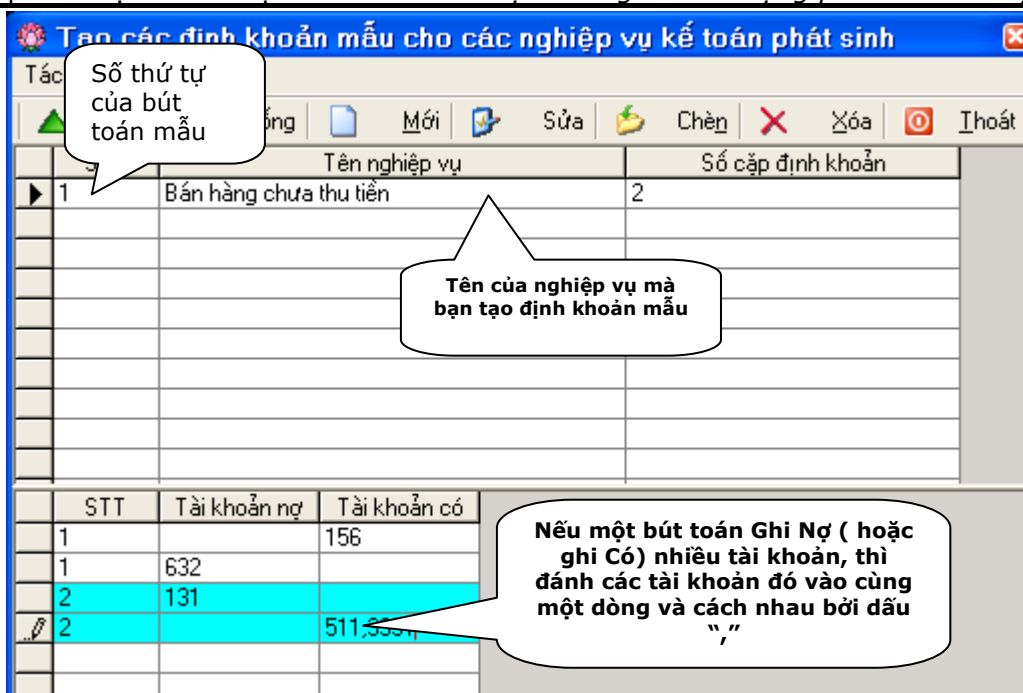 Tạo các định khoản mẫu cho các nghiệp vụ kế toán phát sinh
Số thứ tự
của bút
toán mẫu
Mới Sửa Chèn Xóa Thoát
Tên nghiệp vụ Số cặp định khoản
1 Bán hàng chưa thu tiền 2
Tên của nghiệp vụ mà
bạn tạo định khoản mẫu
STT Tài khoản nợ Tài khoản có
1 156
1 632
2 131
2
Nếu một bút toán Ghi Nợ ( hoặc
ghi Có) nhiều tài khoản, thì
đánh các tài khoản đó vào cùng
một dòng và cách nhau bởi dấu
“,”